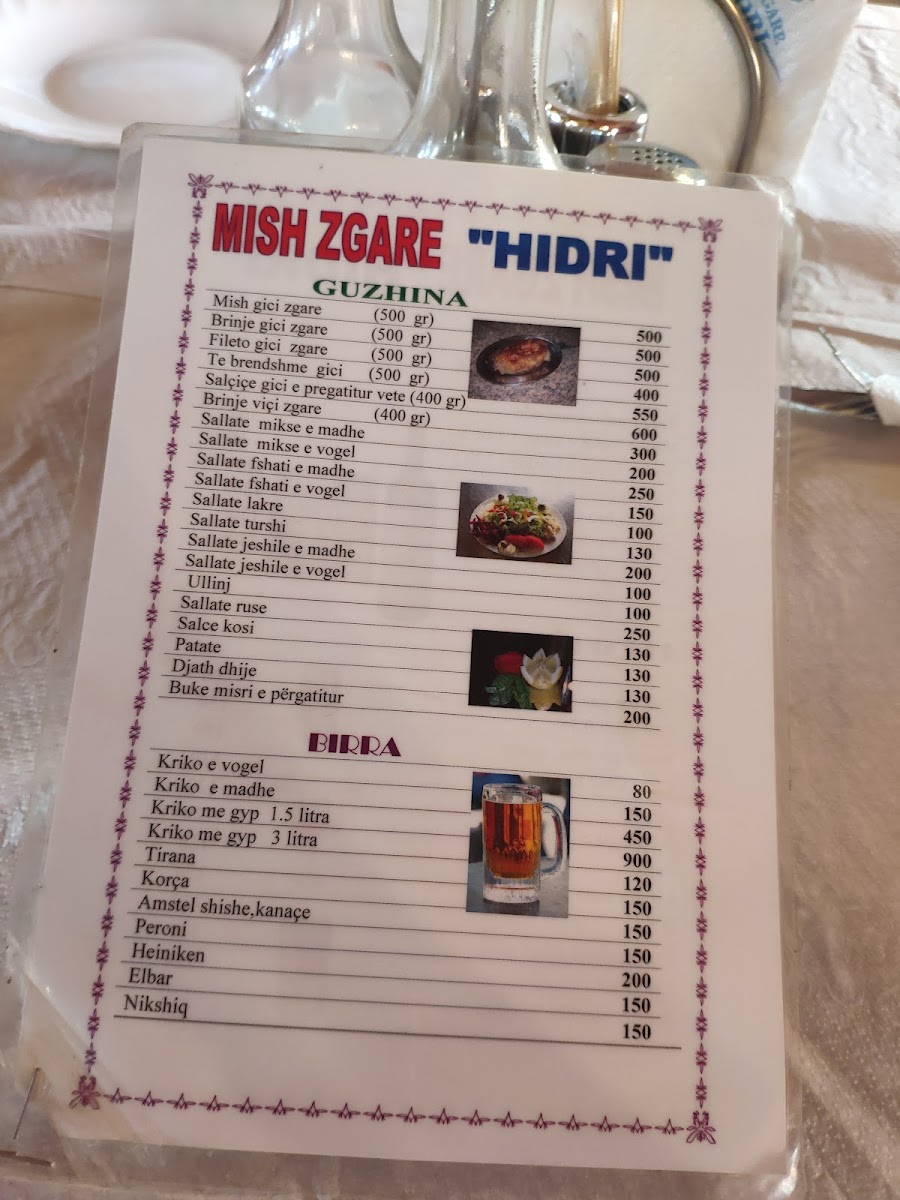 MISH ZGARE "HIDRI"
GUZHINA
Mish gici zgare (500 gr) 500
Brinje gici zgare (500 gr) 500
Fileto gici zgare (500 gr) 500
Te brendshme gici (500 gr) 400
Salçiçe gici e pregatitur vete (400 gr) 550
Brinje viçi zgare (400 gr) 600
Sallate mikse e madhe 300
Sallate mikse e vogel 200
Sallate fshati e madhe 250
Sallate fshati e vogel 150
Sallate lakre 100
Sallate turshi 130
Sallate jeshile e madhe 200
Sallate jeshile e vogel 100
Ullinj 100
Sallate ruse 250
Salce kosi 130
Patate 130
Djath dhije 130
Buke misri e përgatitur 200
BIRRA
Kriko e vogel 80
Kriko e madhe 150
Kriko me gyp 1.5 litra 450
Kriko me gyp 3 litra 900
Tirana 120
Korça 150
Amstel shishe,kanaçe 150
Peroni 150
Heiniken 200
Elbar 150
Nikshiq 150